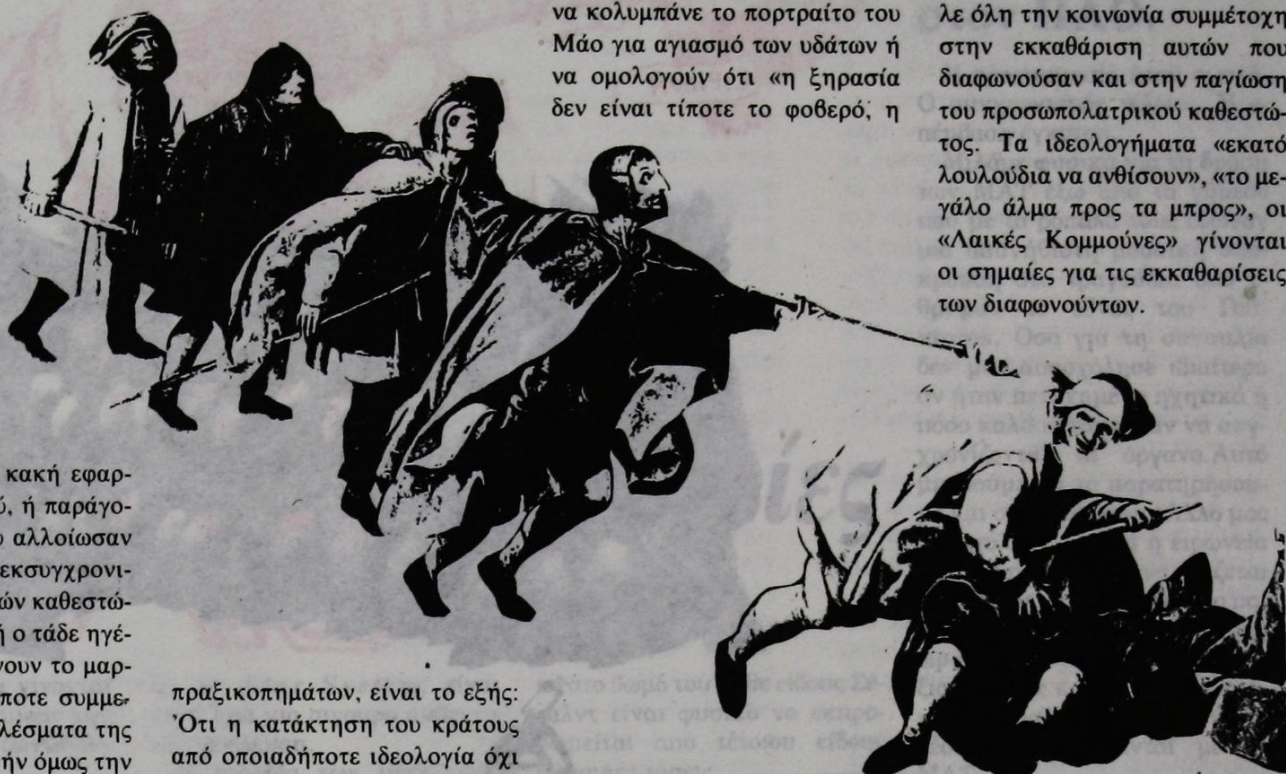 κακή εφαρ-
ή παράγο-
αλλοίωσαν
εκσυγχρονι-
ών καθεστώ-
ή ο τάδε ηγέ-
νουν το μαρ-
ποτε συμμε-
λέσματα της
ήν όμως την
πραξικοπημάτων, είναι το εξής:
Ότι η κατάκτηση του κράτους
από οποιαδήποτε ιδεολογία όχι
να κολυμπάνε το πορτραίτο του
Μάο για αγιασμό των υδάτων ή
να ομολογούν ότι «η ξηρασία
δεν είναι τίποτε το φοβερό, η
λε όλη την κοινωνία συμμέτοχη
στην εκκαθάριση αυτών που
διαφωνούσαν και στην παγίωση
του προσωπολατρικού καθεστώ-
τος. Τα ιδεολογήματα «εκατό
λουλούδια να ανθίσουν», «το με-
γάλο άλμα προς τα μπρος», οι
«Λαικές Κομμούνες» γίνονται
οι σημαίες για τις εκκαθαρίσεις
των διαφωνούντων.